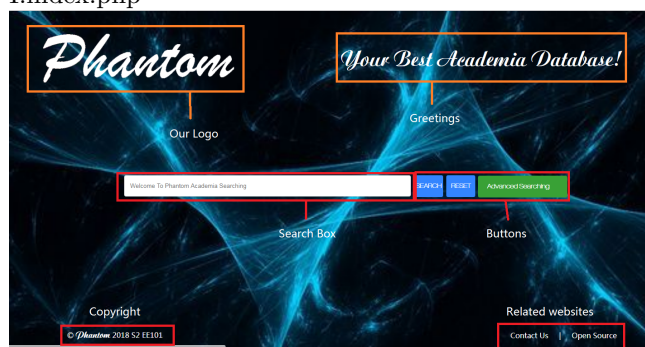 1.index.php
Phantom
Your Best Academia Database!
Greetings
Our Logo
Welcome To Phantom Academia Searching
SEARCH RESET Advanced Searching
Search Box
Buttons
Copyright
Related websites
© Phantom 2018 S2 EE101
Contact Us | Open Source